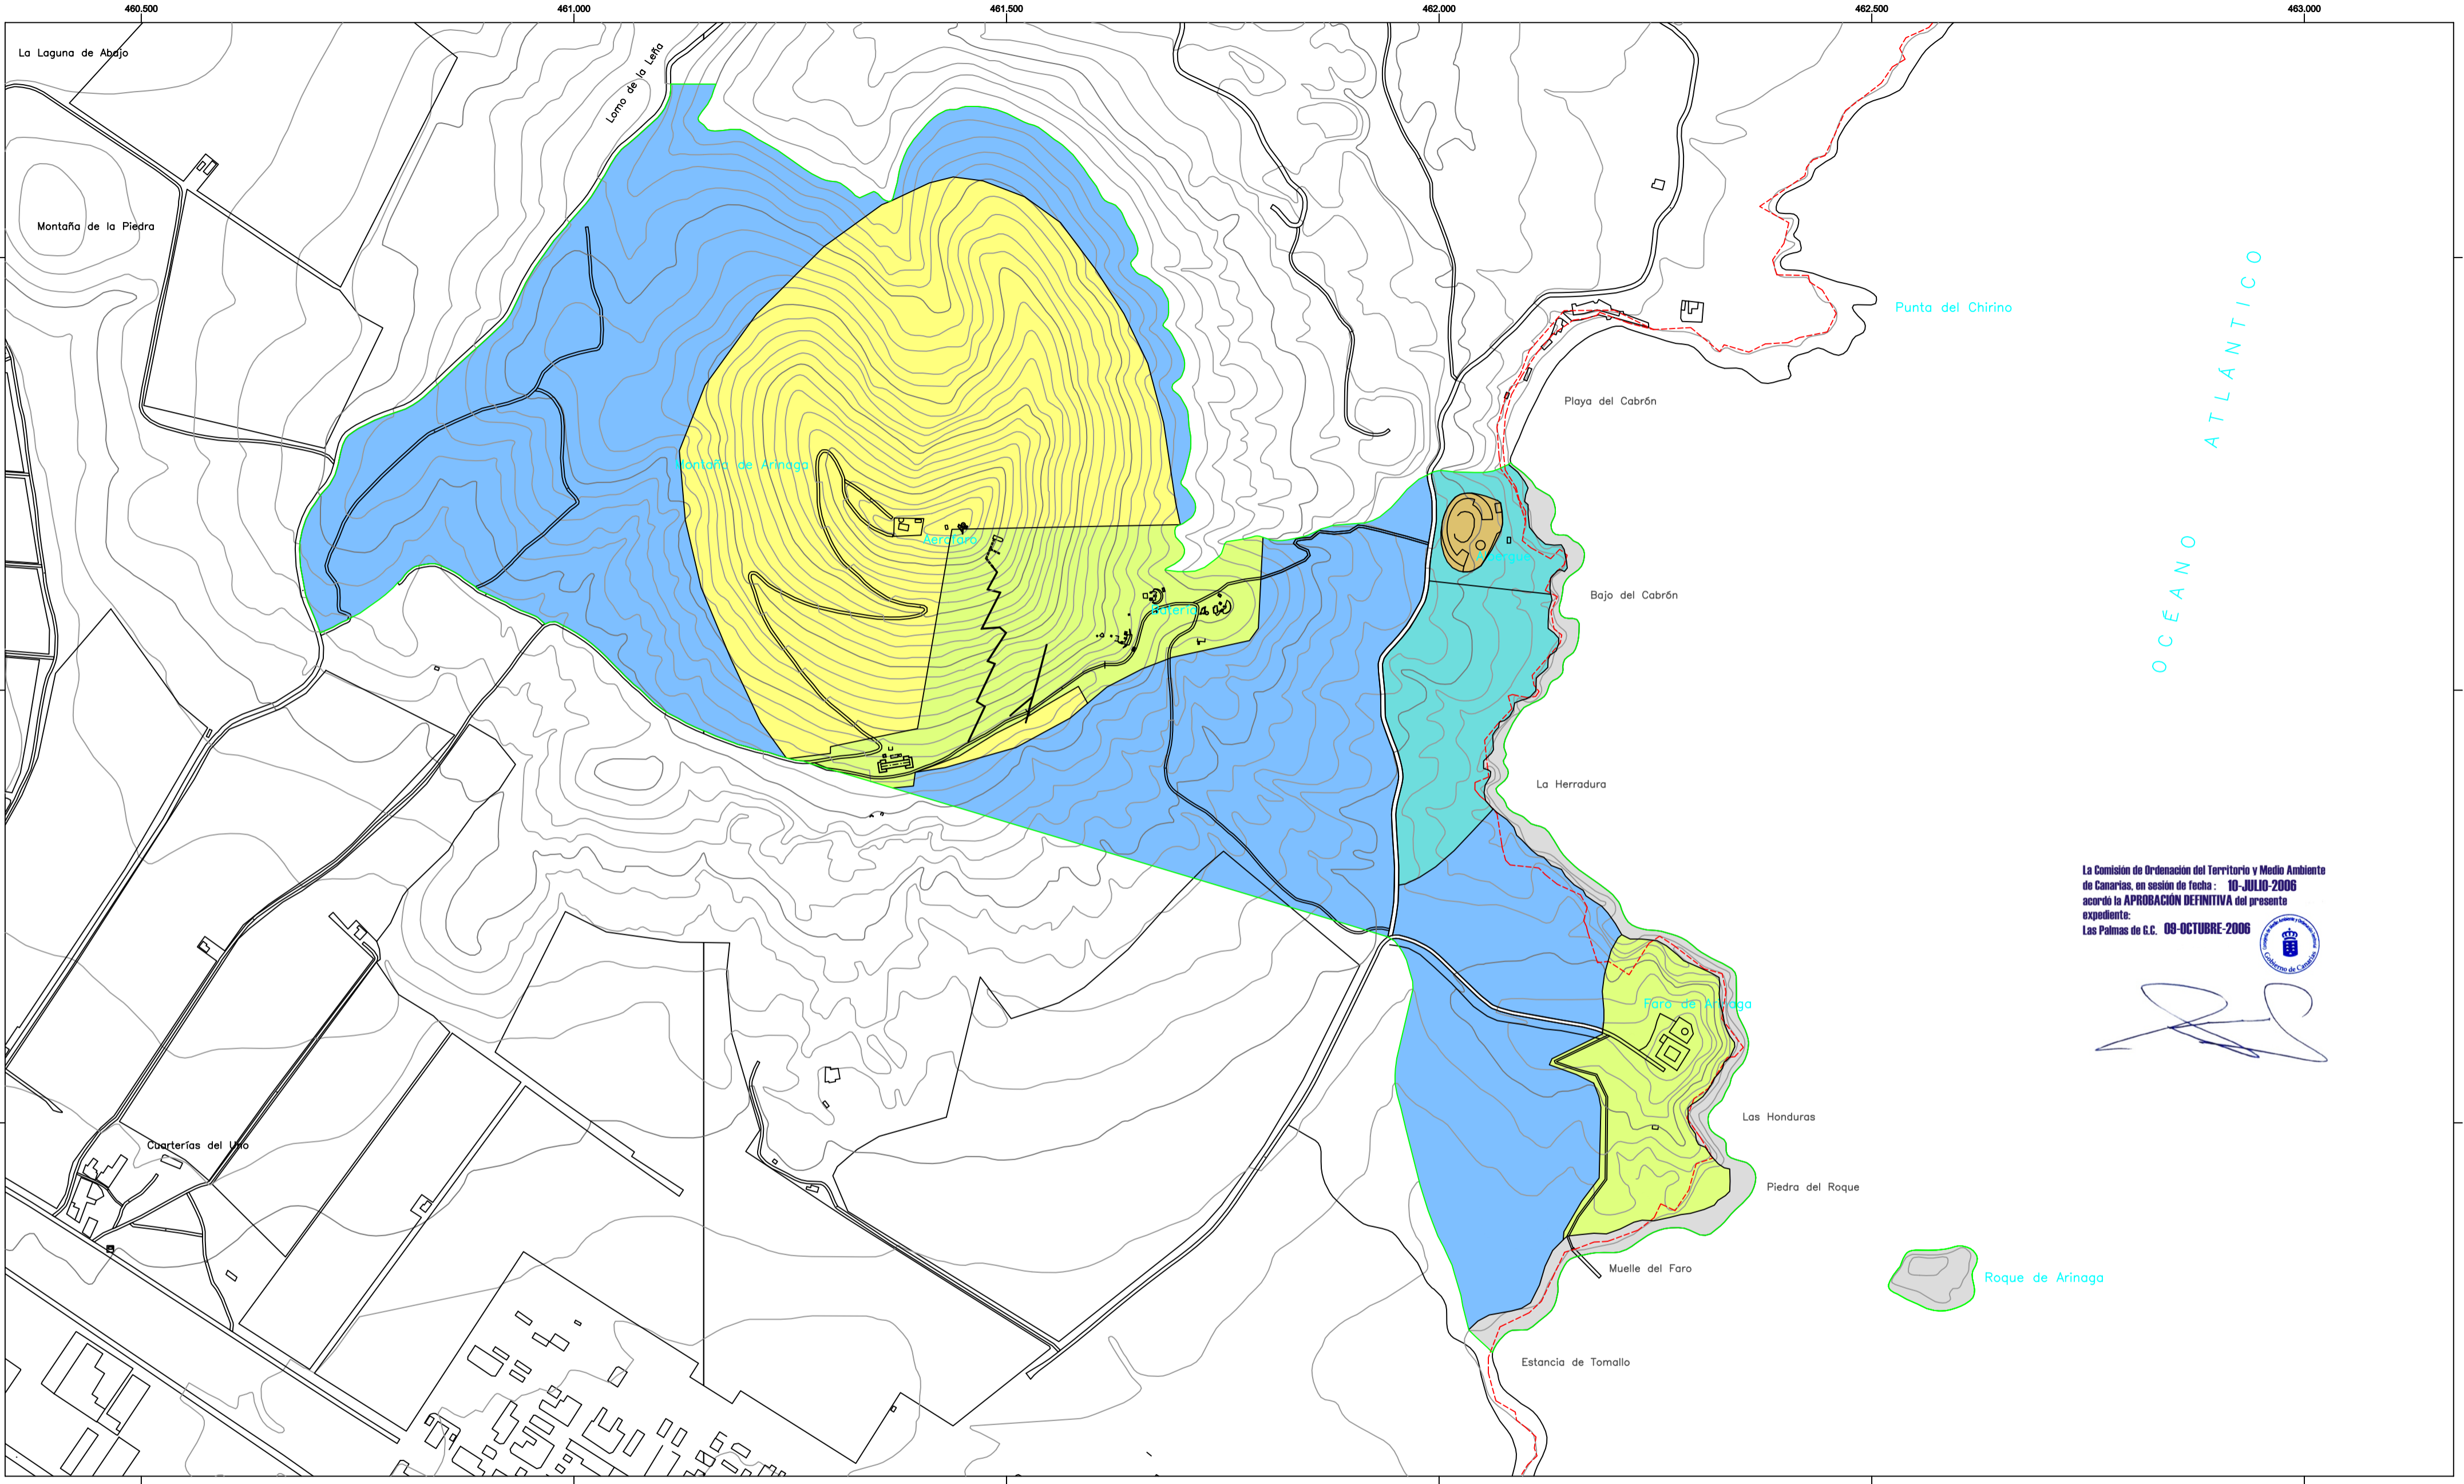 460.500
461.000
461.500
462.000
462.500
463.000
La Laguna de Abajo
Lomo de la Leña
Montaña de la Piedra
OCÉANO ATLÁNTICO
Punta del Chirino
Playa del Cabrón
Montaña de Arinaga
Aerofaro
Albergue
Bajo del Cabrón
Batería
La Herradura
La Comisión de Ordenación del Territorio y Medio Ambiente
de Canarias, en sesión de fecha : 10-JULIO-2006
acordó la APROBACIÓN DEFINITIVA del presente
expediente:
Las Palmas de G.C. 09-OCTUBRE-2006
Gobierno de Canarias
Faro de Arinaga
Las Honduras
Cuarterías del Uno
Piedra del Roque
Muelle del Faro
Roque de Arinaga
Estancia de Tomallo